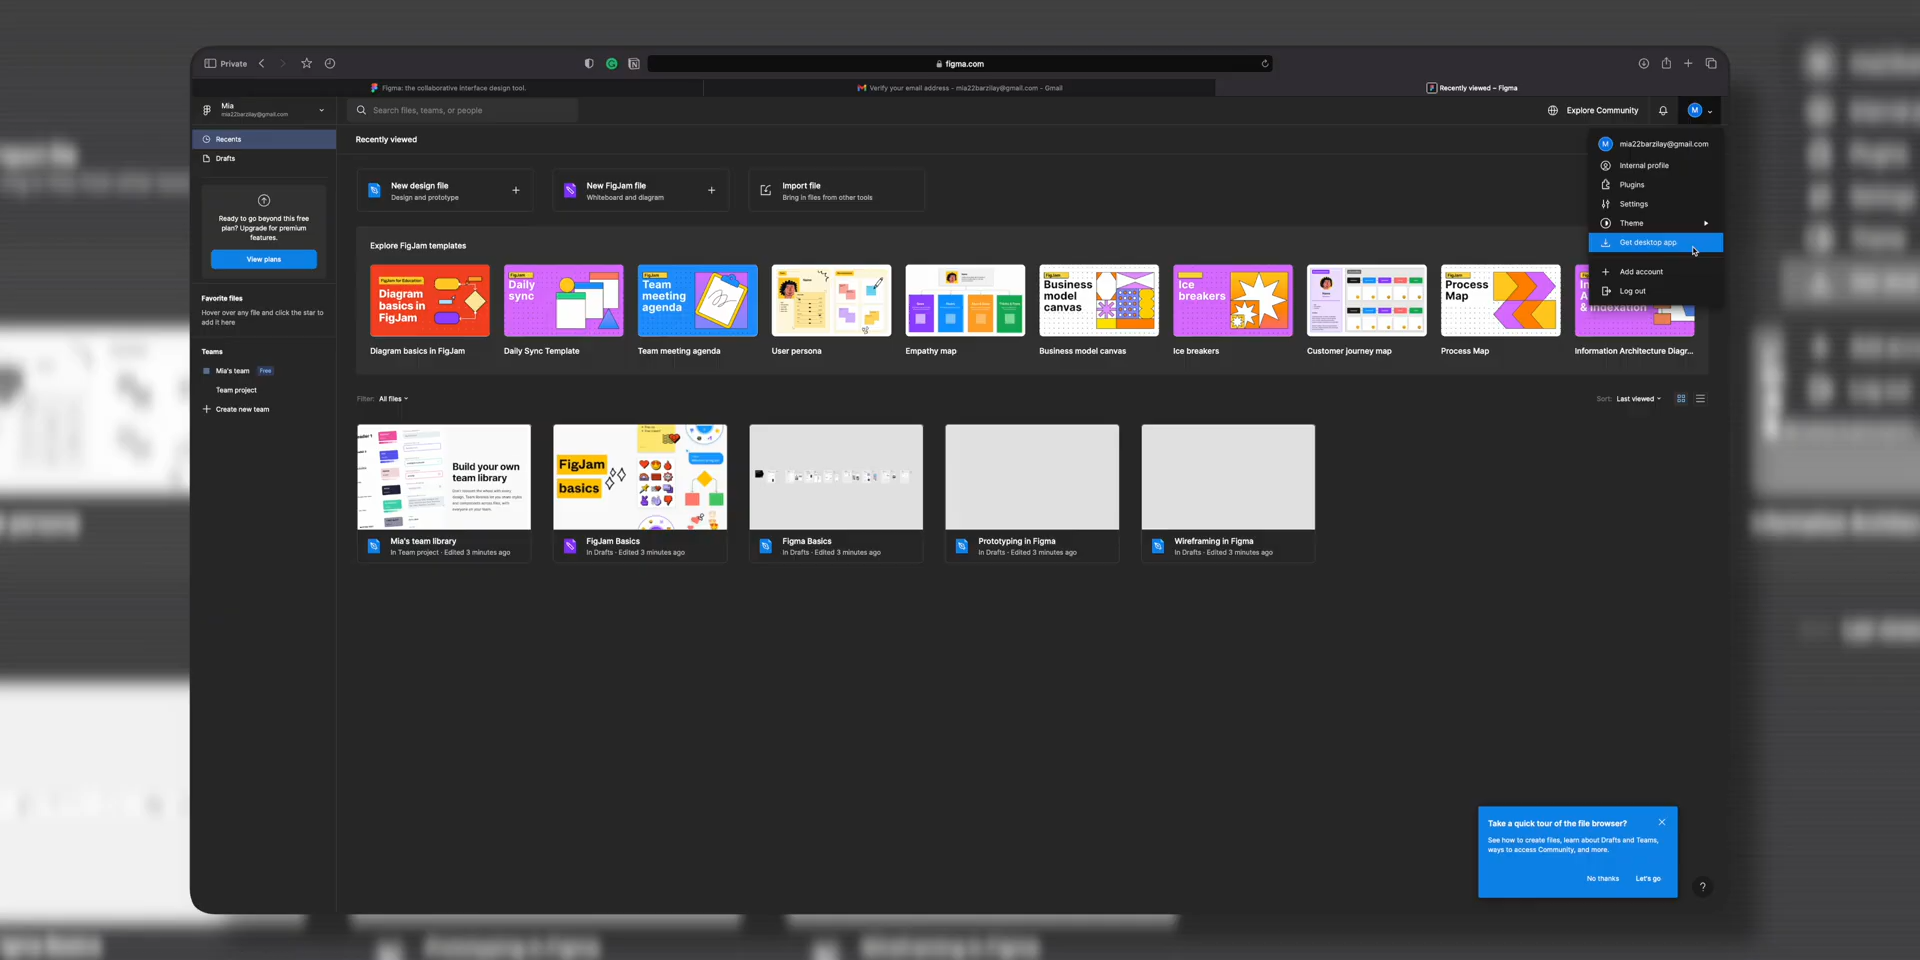 Private
figma.com
Figma: the collaborative interface design tool.
Verify your email address - mia22barzilay@gmail.com - Gmail
Recently viewed – Figma
Mia
mia22barzilay@gmail.com
Search files, teams, or people
Explore Community
M
Recents
Drafts
Recently viewed
M
mia22barzilay@gmail.com
Internal profile
Plugins
Settings
Theme
Get desktop app
Add account
Log out
New design file
Design and prototype
New FigJam file
Whiteboard and diagram
Import file
Bring in files from other tools
Ready to go beyond this free
plan? Upgrade for premium
features.
View plans
Favorite files
Hover over any file and click the star to
add it here
Teams
Mia's team
Free
Team project
Create new team
Explore FigJam templates
FigJam for Education
Diagram
basics in
FigJam
FigJam
Daily
sync
FigJam
Team
meeting
agenda
FigJam
Business
model
canvas
FigJam
Ice
breakers
FigJam
Process
Map
& Indexation
Diagram basics in FigJam
Daily Sync Template
Team meeting agenda
User persona
Empathy map
Business model canvas
Ice breakers
Customer journey map
Process Map
Information Architecture Diagr...
Filter: All files
Sort: Last viewed
Build your own
team library
FigJam
basics
Mia's team library
In Team project · Edited 3 minutes ago
FigJam Basics
In Drafts · Edited 3 minutes ago
Figma Basics
In Drafts · Edited 3 minutes ago
Prototyping in Figma
In Drafts · Edited 3 minutes ago
Wireframing in Figma
In Drafts · Edited 3 minutes ago
Take a quick tour of the file browser?
See how to create files, learn about Drafts and Teams,
ways to access Community, and more.
No thanks
Let's go
?